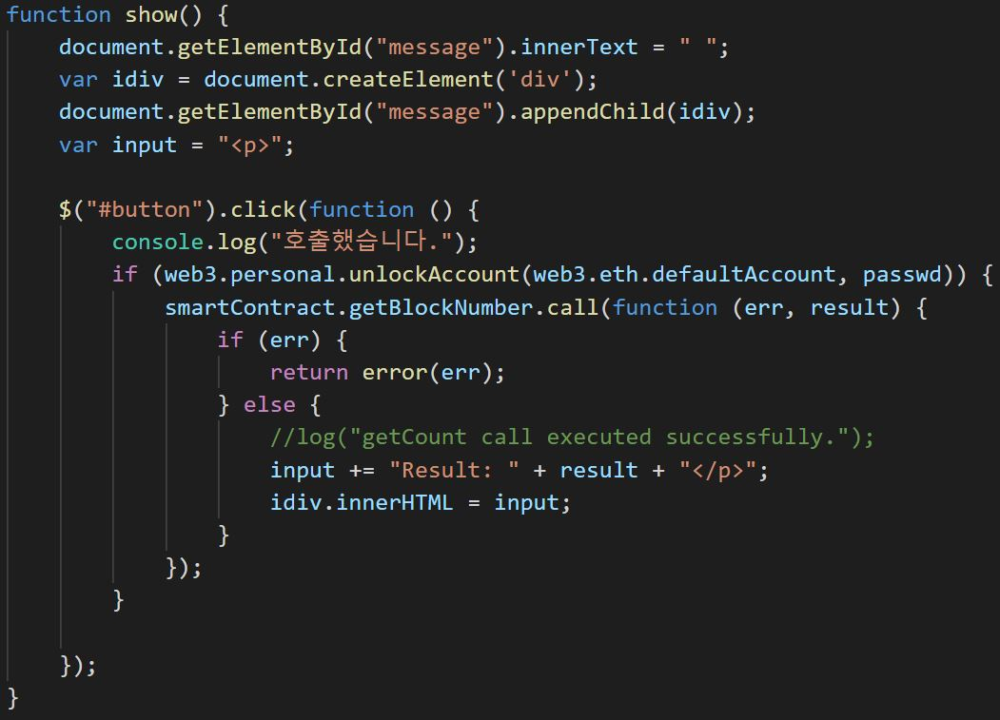 function show() {
    document.getElementById("message").innerText = " ";
    var idiv = document.createElement('div');
    document.getElementById("message").appendChild(idiv);
    var input = "<p>";

    $("#button").click(function () {
        console.log("호출했습니다.");
        if (web3.personal.unlockAccount(web3.eth.defaultAccount, passwd)) {
            smartContract.getBlockNumber.call(function (err, result) {
                if (err) {
                    return error(err);
                } else {
                    //log("getCount call executed successfully.");
                    input += "Result: " + result + "</p>";
                    idiv.innerHTML = input;
                }
            });
        }

    });
}